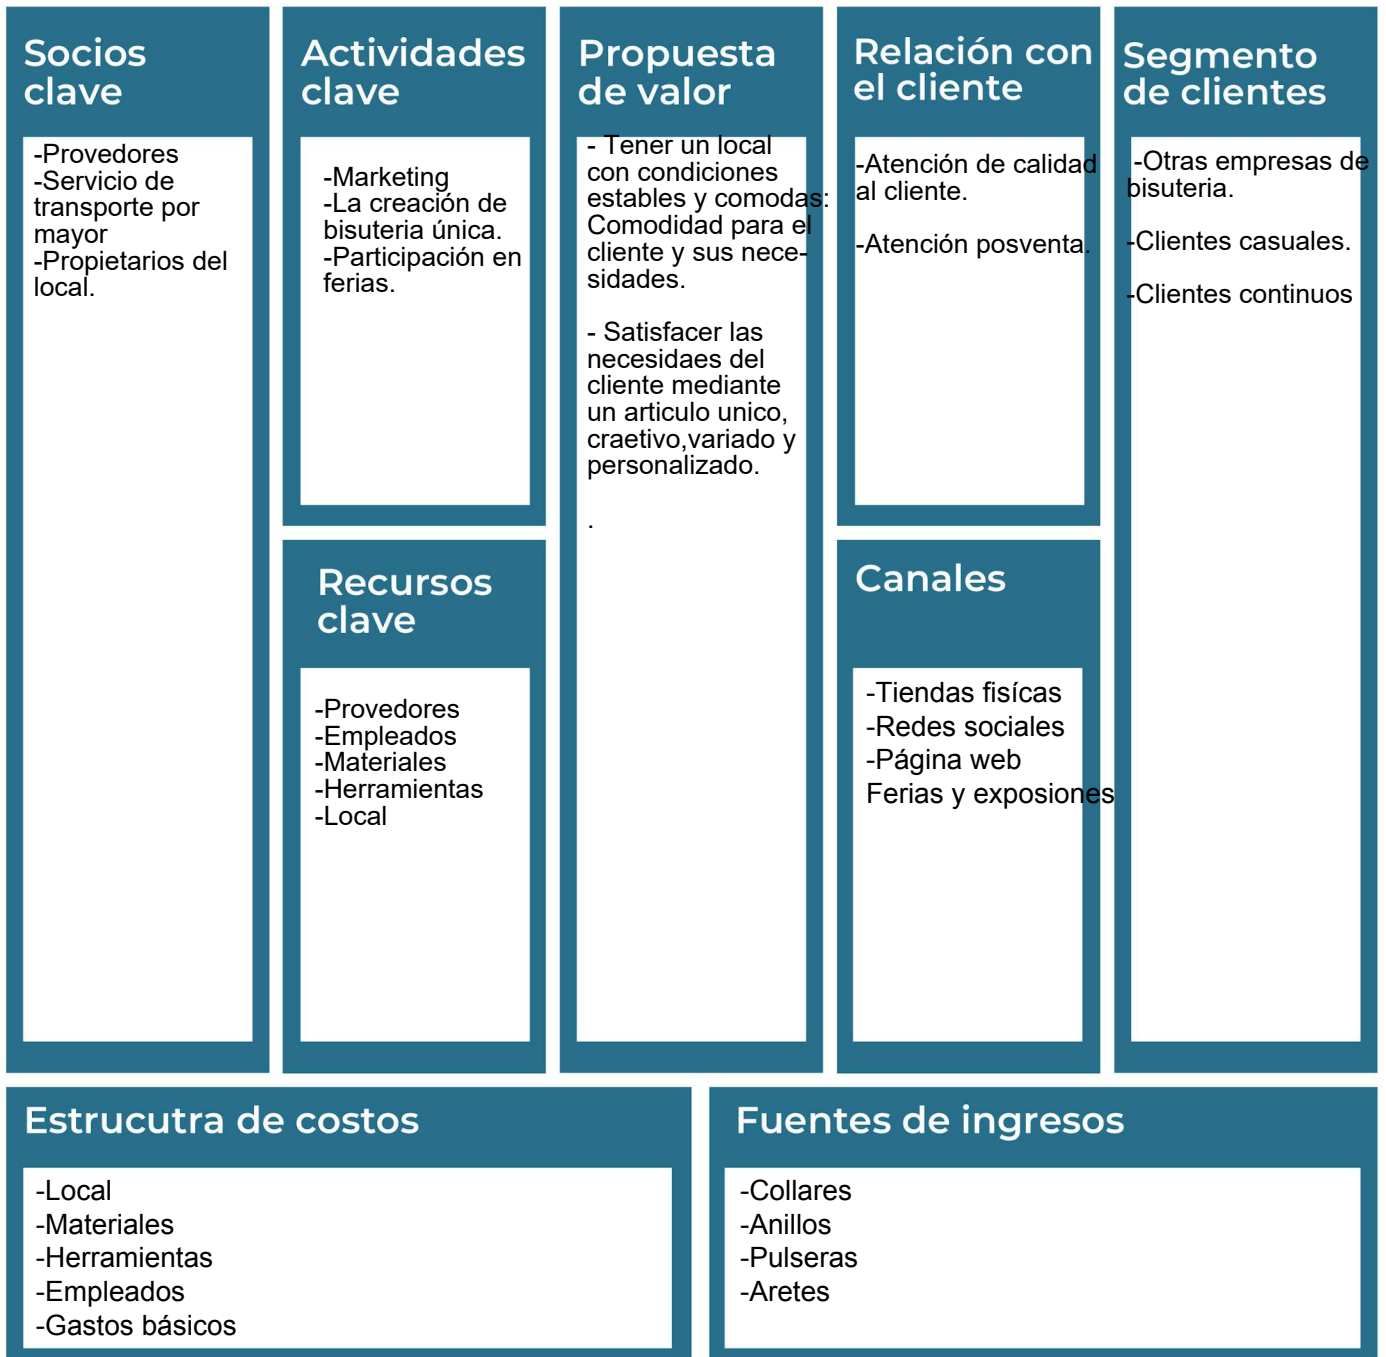 Socios
clave
-Provedores
-Servicio de
transporte por
mayor
-Propietarios del
local.
Actividades
clave
-Marketing
-La creación de
bisuteria única.
-Participación en
ferias.
Recursos
clave
-Provedores
-Empleados
-Materiales
-Herramientas
-Local
Propuesta
de valor
- Tener un local
con condiciones
estables y comodas:
Comodidad para el
cliente y sus nece-
sidades.
- Satisfacer las
necesidaes del
cliente mediante
un articulo unico,
craetivo,variado y
personalizado.
.
Relación con
el cliente
-Atención de calidad
al cliente.
-Atención posventa.
Canales
-Tiendas fisícas
-Redes sociales
-Página web
Ferias y exposiones
Segmento
de clientes
-Otras empresas de
bisuteria.
-Clientes casuales.
-Clientes continuos
Estrucutra de costos
-Local
-Materiales
-Herramientas
-Empleados
-Gastos básicos
Fuentes de ingresos
-Collares
-Anillos
-Pulseras
-Aretes